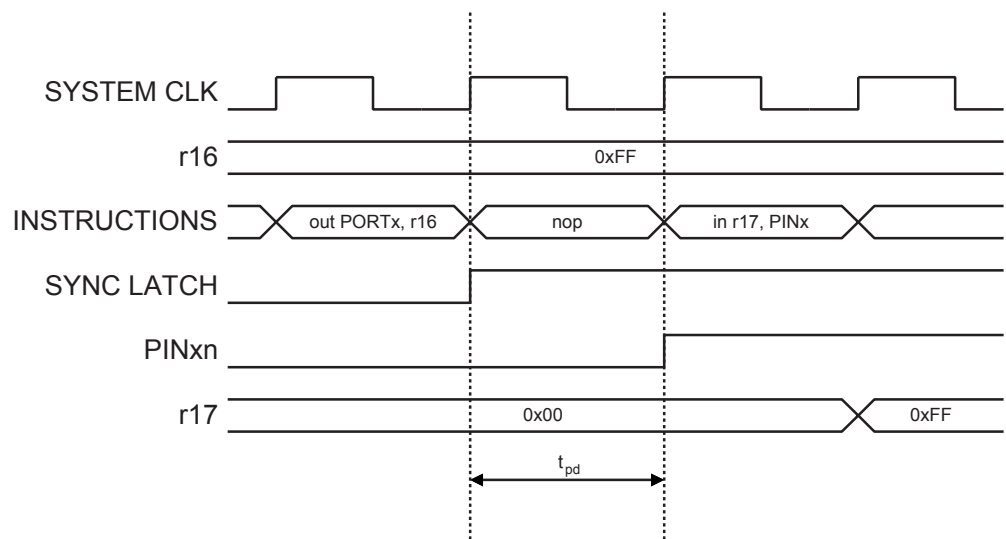 SYSTEM CLK
r16
0xFF
INSTRUCTIONS
out PORTx, r16
nop
in r17, PINx
SYNC LATCH
PINxn
r17
0x00
0xFF
tpd